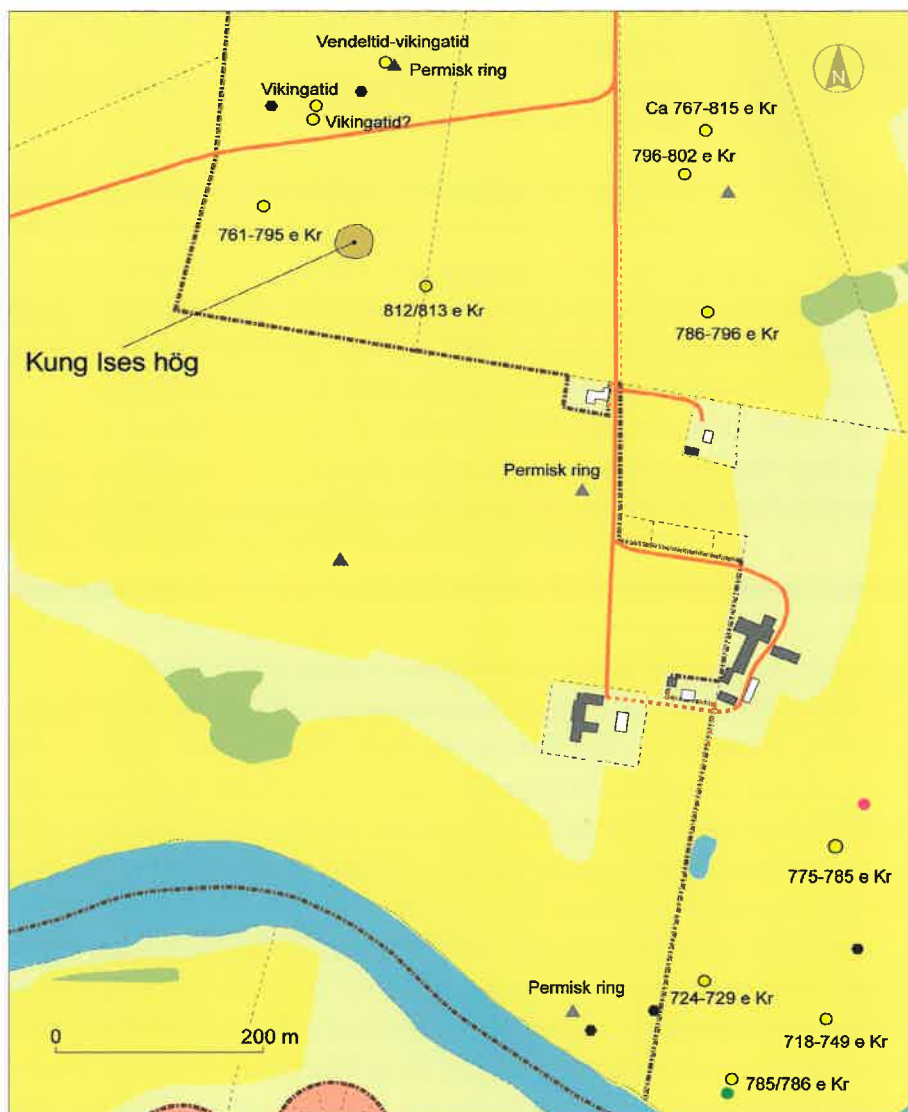 Vendeltid-vikingatid
Permisk ring
Vikingatid
Vikingatid?
N
Ca 767-815 e Kr
796-802 e Kr
761-795 e Kr
812/813 e Kr
786-796 e Kr
Kung Ises hög
Permisk ring
775-785 e Kr
Permisk ring
724-729 e Kr
718-749 e Kr
0 200 m
785/786 e Kr